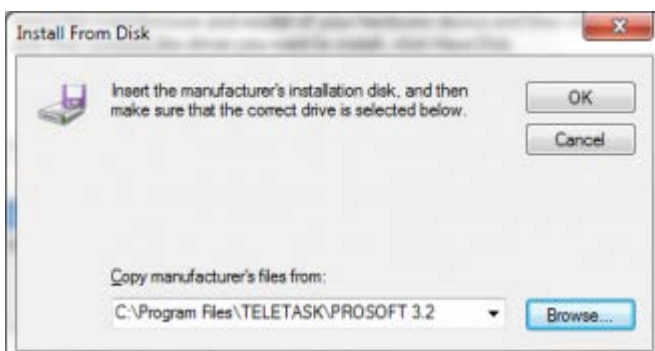 Install From Disk
Insert the manufacturer's installation disk, and then
make sure that the correct drive is selected below.
OK
Cancel
Copy manufacturer's files from:
C:\Program Files\TELETASK\PROSOFT 3.2
Browse...